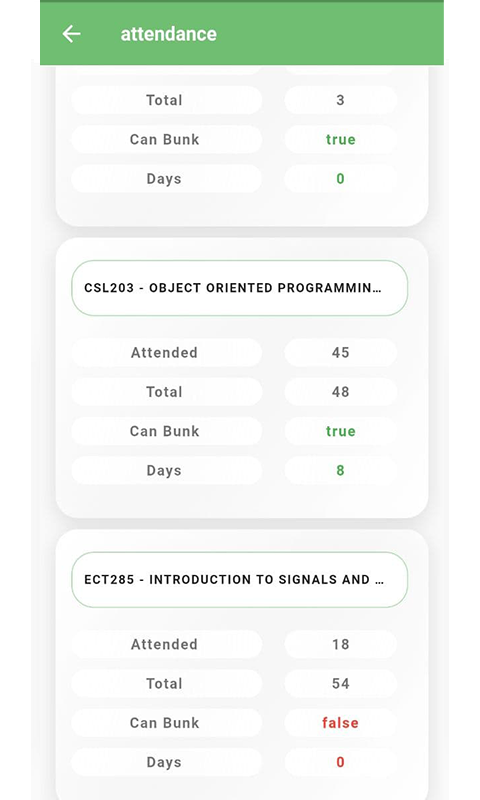 attendance
Total 3
Can Bunk true
Days 0
CSL203 - OBJECT ORIENTED PROGRAMMIN...
Attended 45
Total 48
Can Bunk true
Days 8
ECT285 - INTRODUCTION TO SIGNALS AND ...
Attended 18
Total 54
Can Bunk false
Days 0